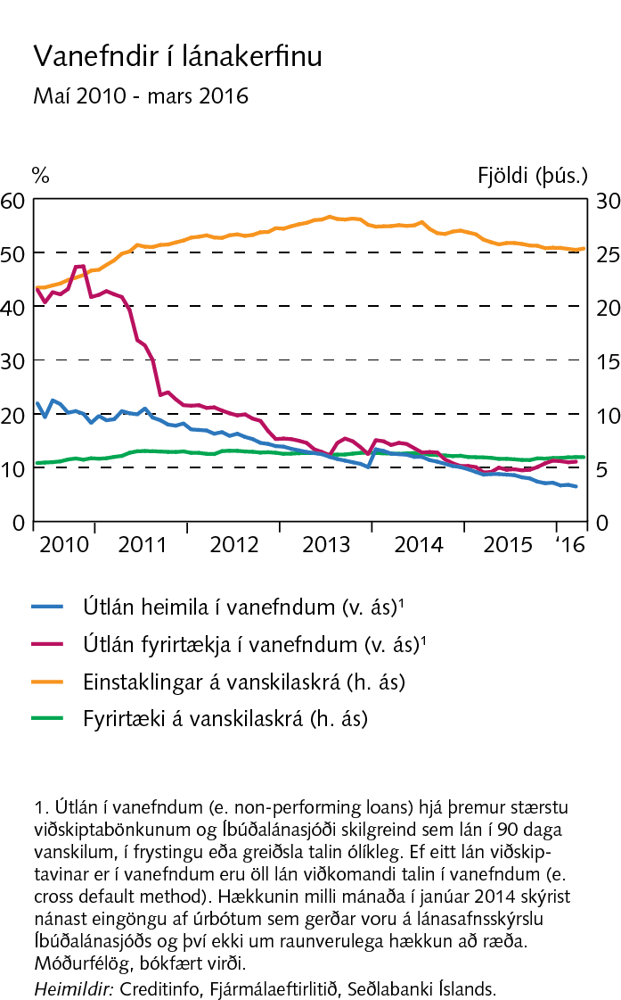 Vanefndir í lánakerfinu
Maí 2010 - mars 2016
% Fjöldi (þús.)
60 30
50 25
40 20
30 15
20 10
10 5
0 0
2010 2011 2012 2013 2014 2015 ‘16
Útlán heimila í vanefndum (v. ás)¹
Útlán fyrirtækja í vanefndum (v. ás)¹
Einstaklingar á vanskilaskrá (h. ás)
Fyrirtæki á vanskilaskrá (h. ás)
1. Útlán í vanefndum (e. non-performing loans) hjá þremur stærstu
viðskiptabönkunum og Íbúðalánasjóði skilgreind sem lán í 90 daga
vanskilum, í frystingu eða greiðsla talin ólíkleg. Ef eitt lán viðskip-
tavinar er í vanefndum eru öll lán viðkomandi talin í vanefndum (e.
cross default method). Hækkunin milli mánaða í janúar 2014 skýrist
nánast eingöngu af úrbótum sem gerðar voru á lánasafnsskýrslu
Íbúðalánasjóðs og því ekki um raunverulega hækkun að ræða.
Móðurfélög, bókfært virði.
Heimildir: Creditinfo, Fjármálaeftirlitið, Seðlabanki Íslands.